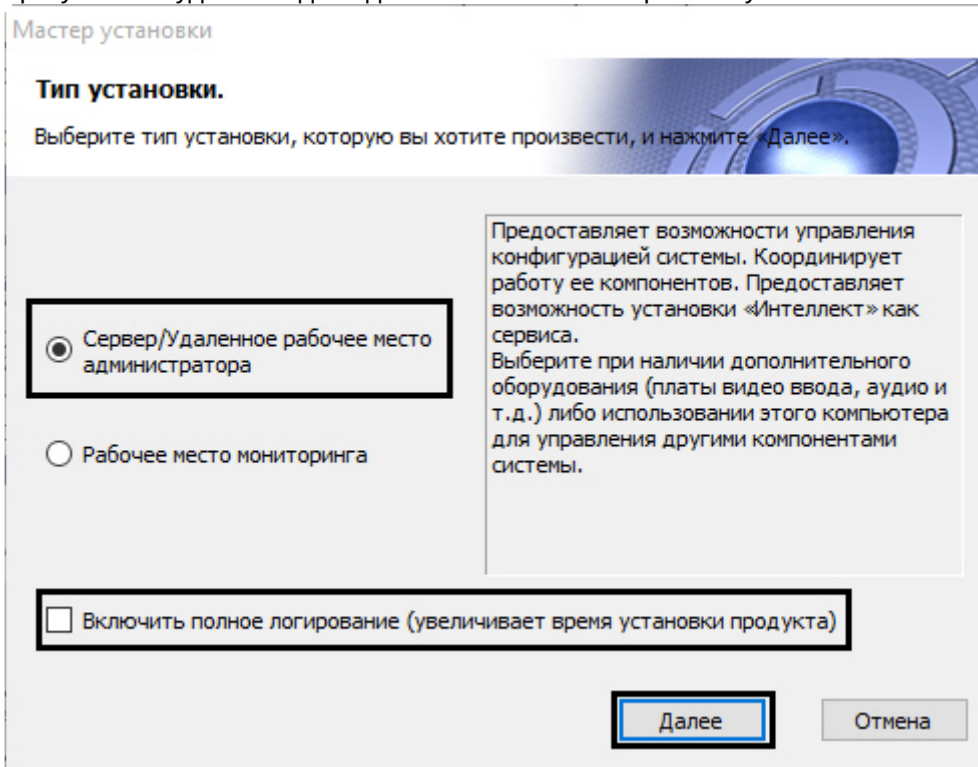 Мастер установки
Тип установки.
Выберите тип установки, которую вы хотите произвести, и нажмите «Далее».
Предоставляет возможности управления
конфигурацией системы. Координирует
работу ее компонентов. Предоставляет
возможность установки «Интеллект» как
сервиса.
Выберите при наличии дополнительного
оборудования (платы видео ввода, аудио и
т.д.) либо использовании этого компьютера
для управления другими компонентами
системы.
Сервер/Удаленное рабочее место
администратора
Рабочее место мониторинга
Включить полное логирование (увеличивает время установки продукта)
Далее
Отмена